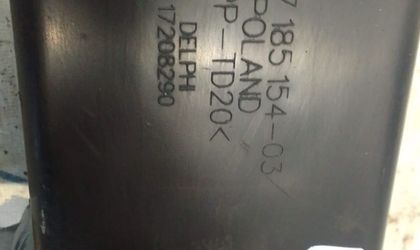 7 185 154-03/
POLAND
PP-TD20<
DELPHI
17208290